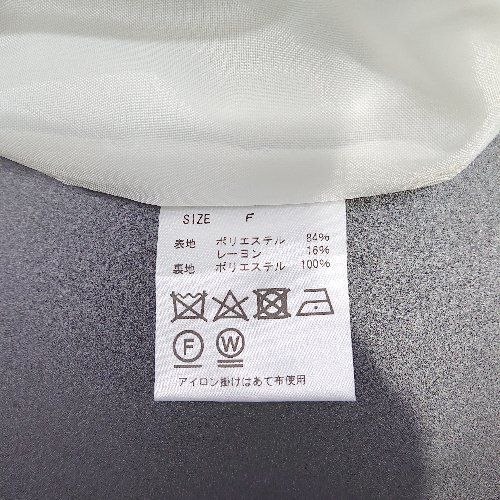 SIZE F
表地 ポリエステル 84%
レーヨン 16%
裏地 ポリエステル 100%
F W
アイロン掛けはあて布使用